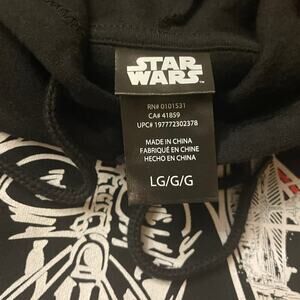 STAR
WARS
RN# 0101531
CA# 41859
UPC# 197772302378
MADE IN CHINA
FABRIQUÉ EN CHINE
HECHO EN CHINA
LG/G/G